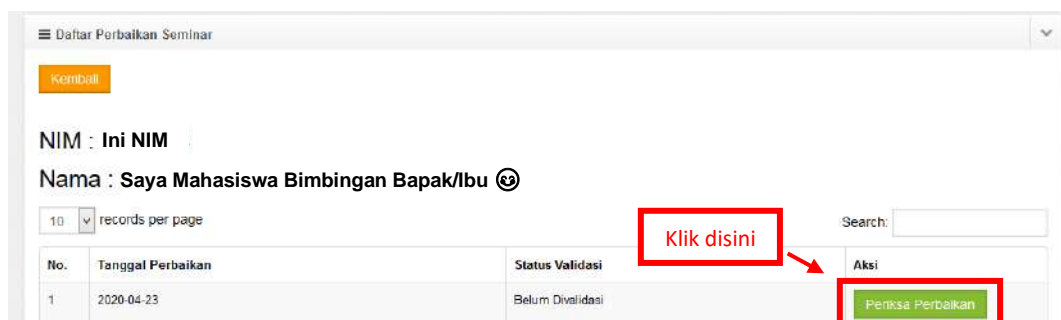 Daftar Perbaikan Seminar
Kembali
NIM : Ini NIM
Nama : Saya Mahasiswa Bimbingan Bapak/Ibu
10 records per page
Search:
Klik disini
No. Tanggal Perbaikan Status Validasi Aksi
1 2020-04-23 Belum Divalidasi Periksa Perbaikan